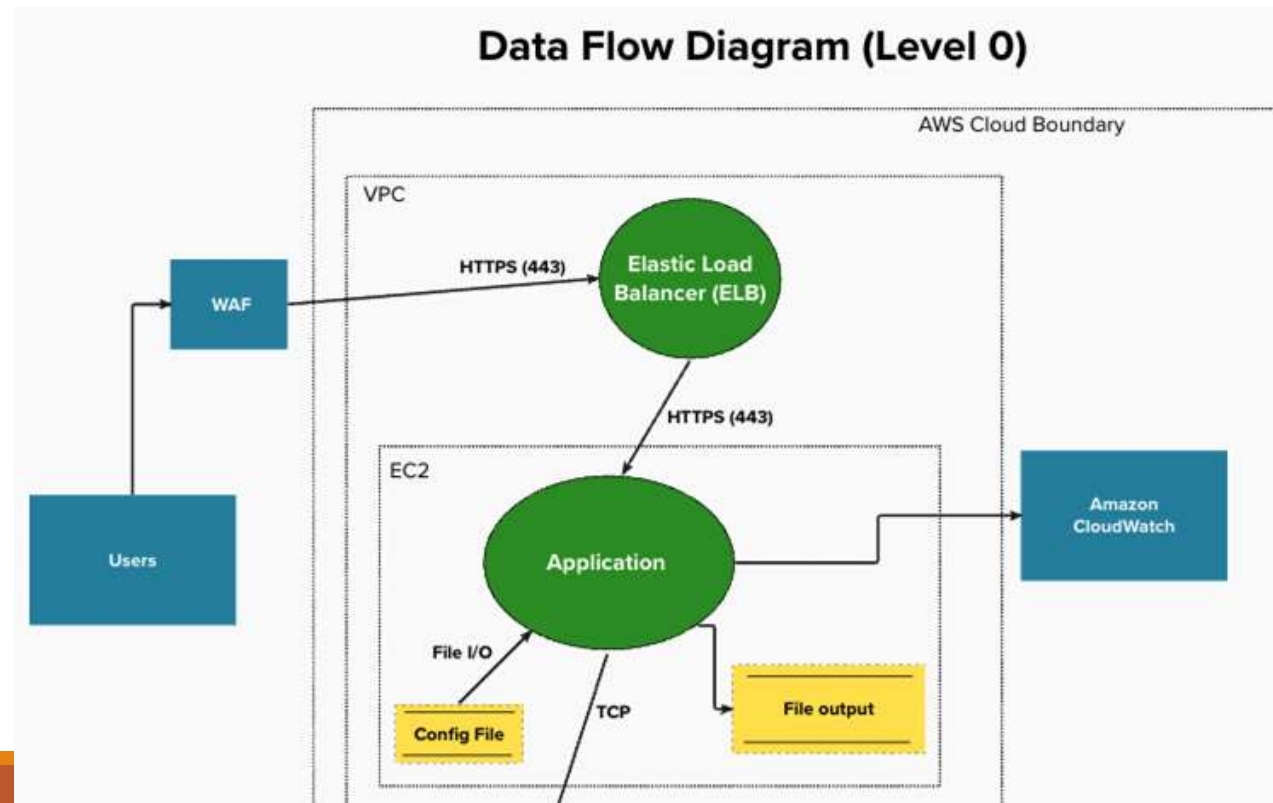 Data Flow Diagram (Level 0)
AWS Cloud Boundary
VPC
HTTPS (443)
Elastic Load
Balancer (ELB)
WAF
HTTPS (443)
EC2
Amazon
CloudWatch
Users
Application
File I/O
TCP
File output
Config File